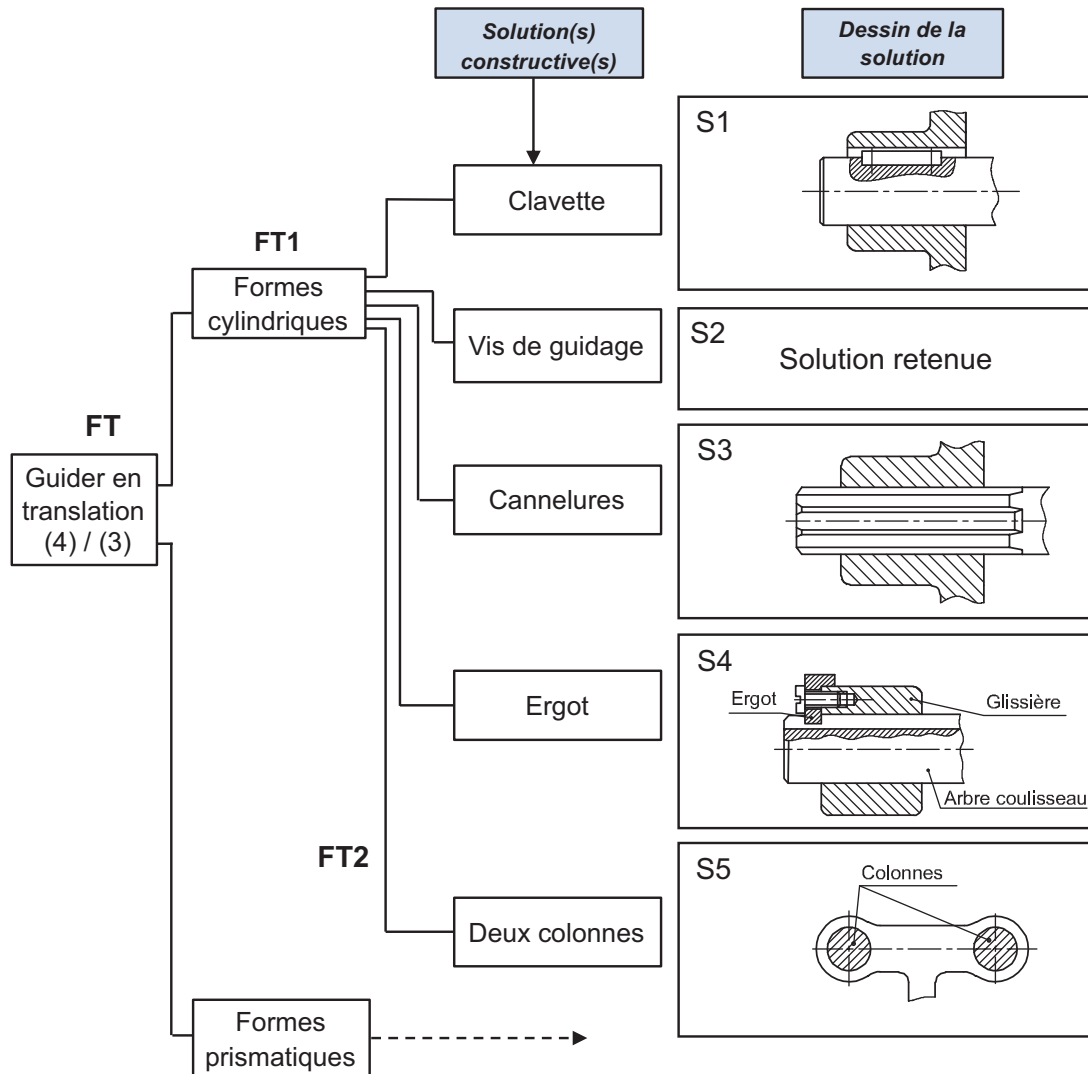 Solution(s)
constructive(s)
Dessin de la
solution
S1
Clavette
FT1
Formes
cylindriques
Vis de guidage
S2
Solution retenue
FT
Guider en
translation
(4) / (3)
Cannelures
S3
S4
Ergot
Glissière
Arbre coulisseau
Ergot
FT2
S5
Colonnes
Deux colonnes
Formes
prismatiques